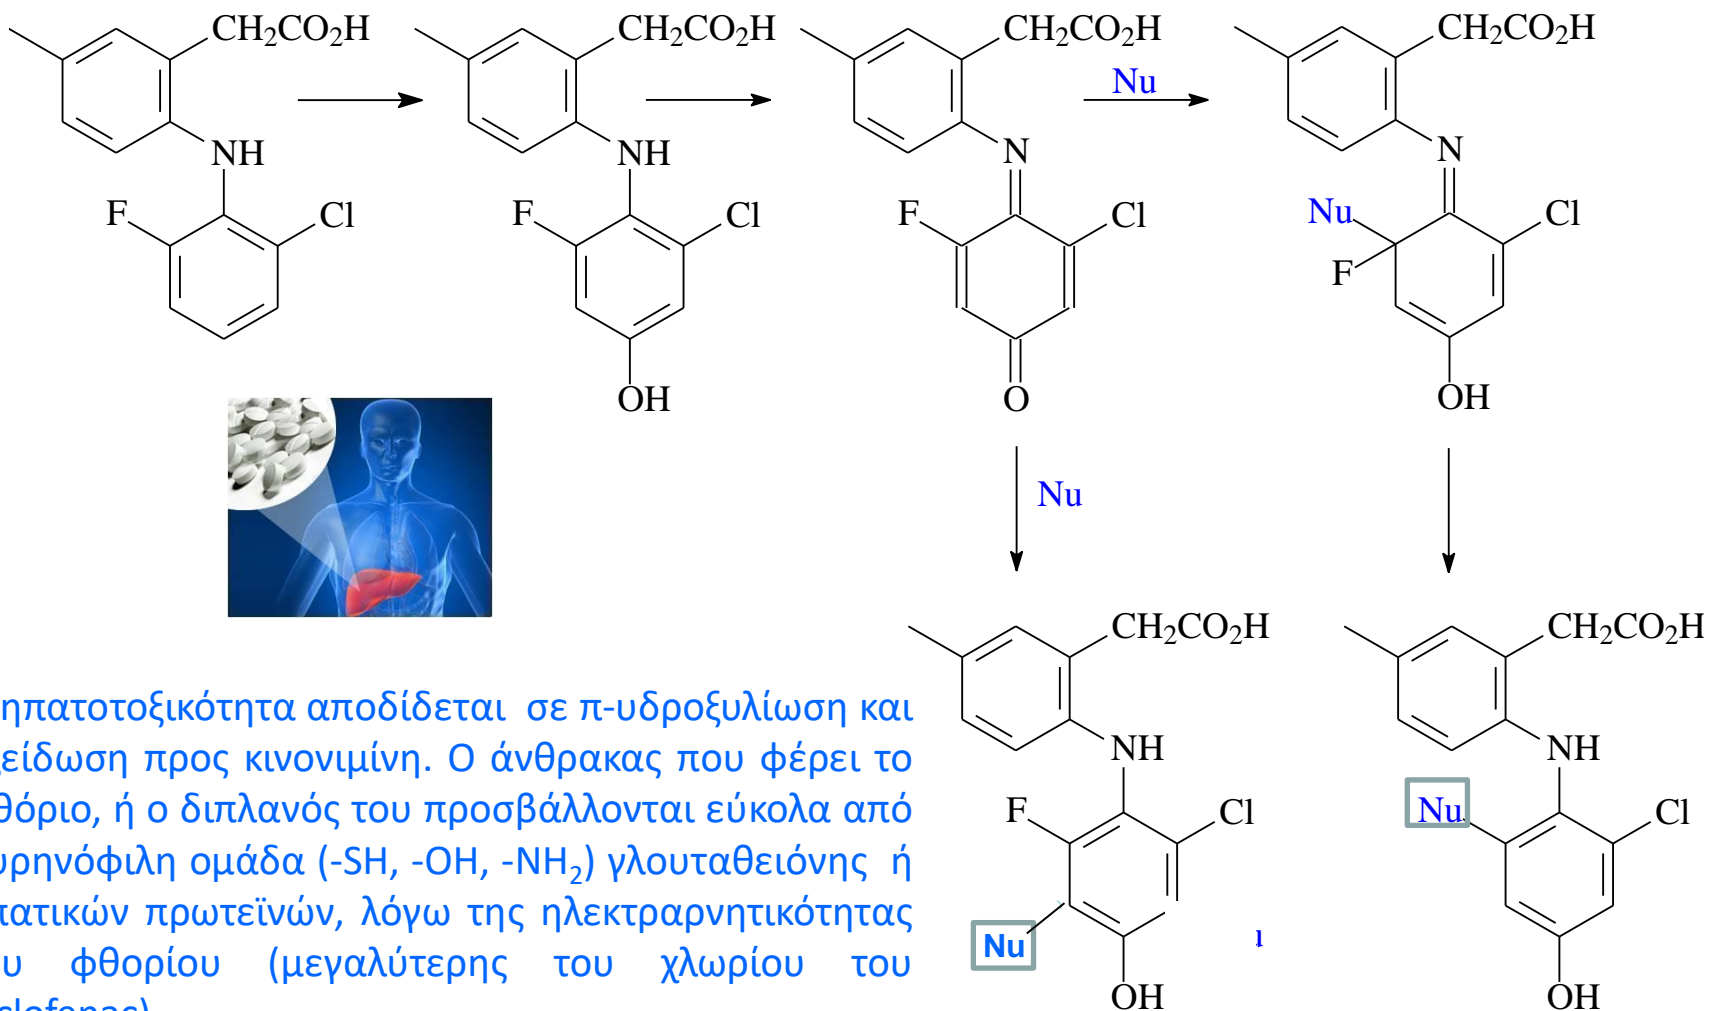 CH₂CO₂H CH₂CO₂H CH₂CO₂H CH₂CO₂H
Nu
NH NH N N
F Cl F Cl F Cl Nu Cl
F
OH O OH
Nu
CH₂CO₂H CH₂CO₂H
ηπατοτοξικότητα αποδίδεται σε π-υδροξυλίωση και
είδωση προς κινονιμίνη. Ο άνθρακας που φέρει το
θόριο, ή ο διπλανός του προσβάλλονται εύκολα από
υρηνόφιλη ομάδα (-SH, -OH, -NH₂) γλουταθειόνης ή
πατικών πρωτεϊνών, λόγω της ηλεκτραρνητικότητας
υ φθορίου (μεγαλύτερης του χλωρίου του
clofenac)
NH NH
F Cl Nu Cl
Nu
OH OH